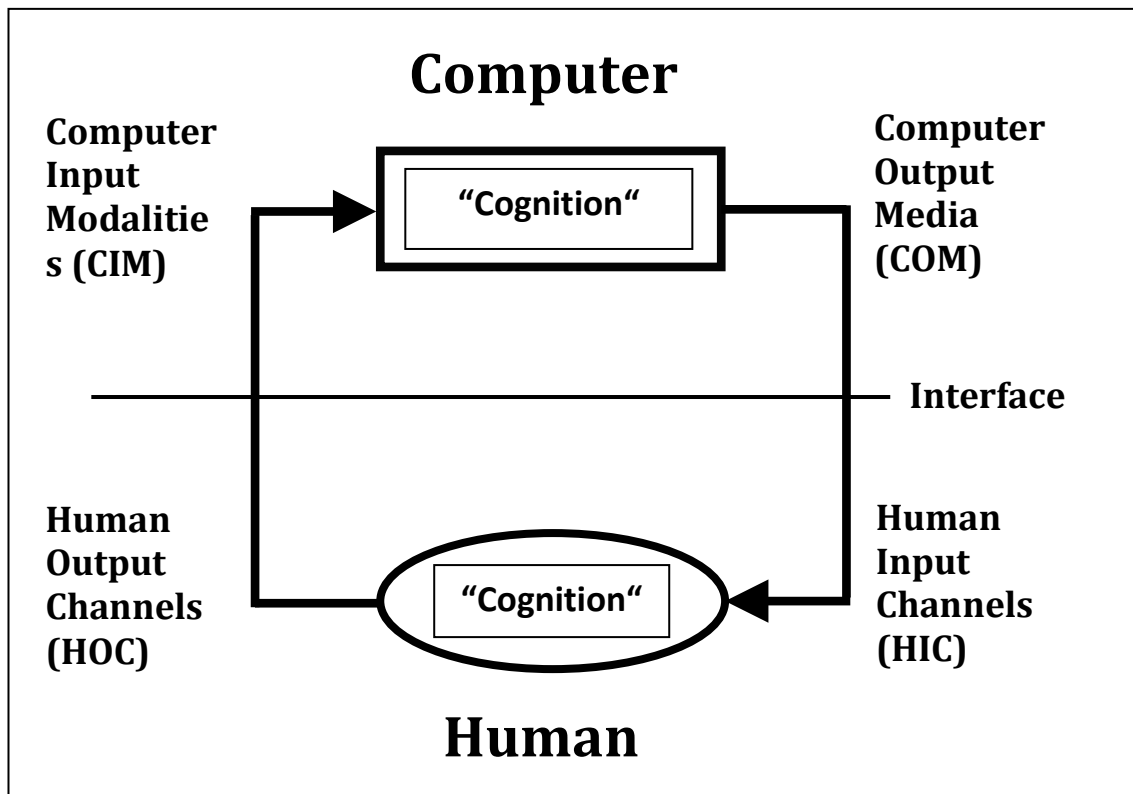 Computer
Computer
Input
Modalitie
s (CIM)
“Cognition“
Computer
Output
Media
(COM)
Interface
Human
Output
Channels
(HOC)
“Cognition“
Human
Input
Channels
(HIC)
Human